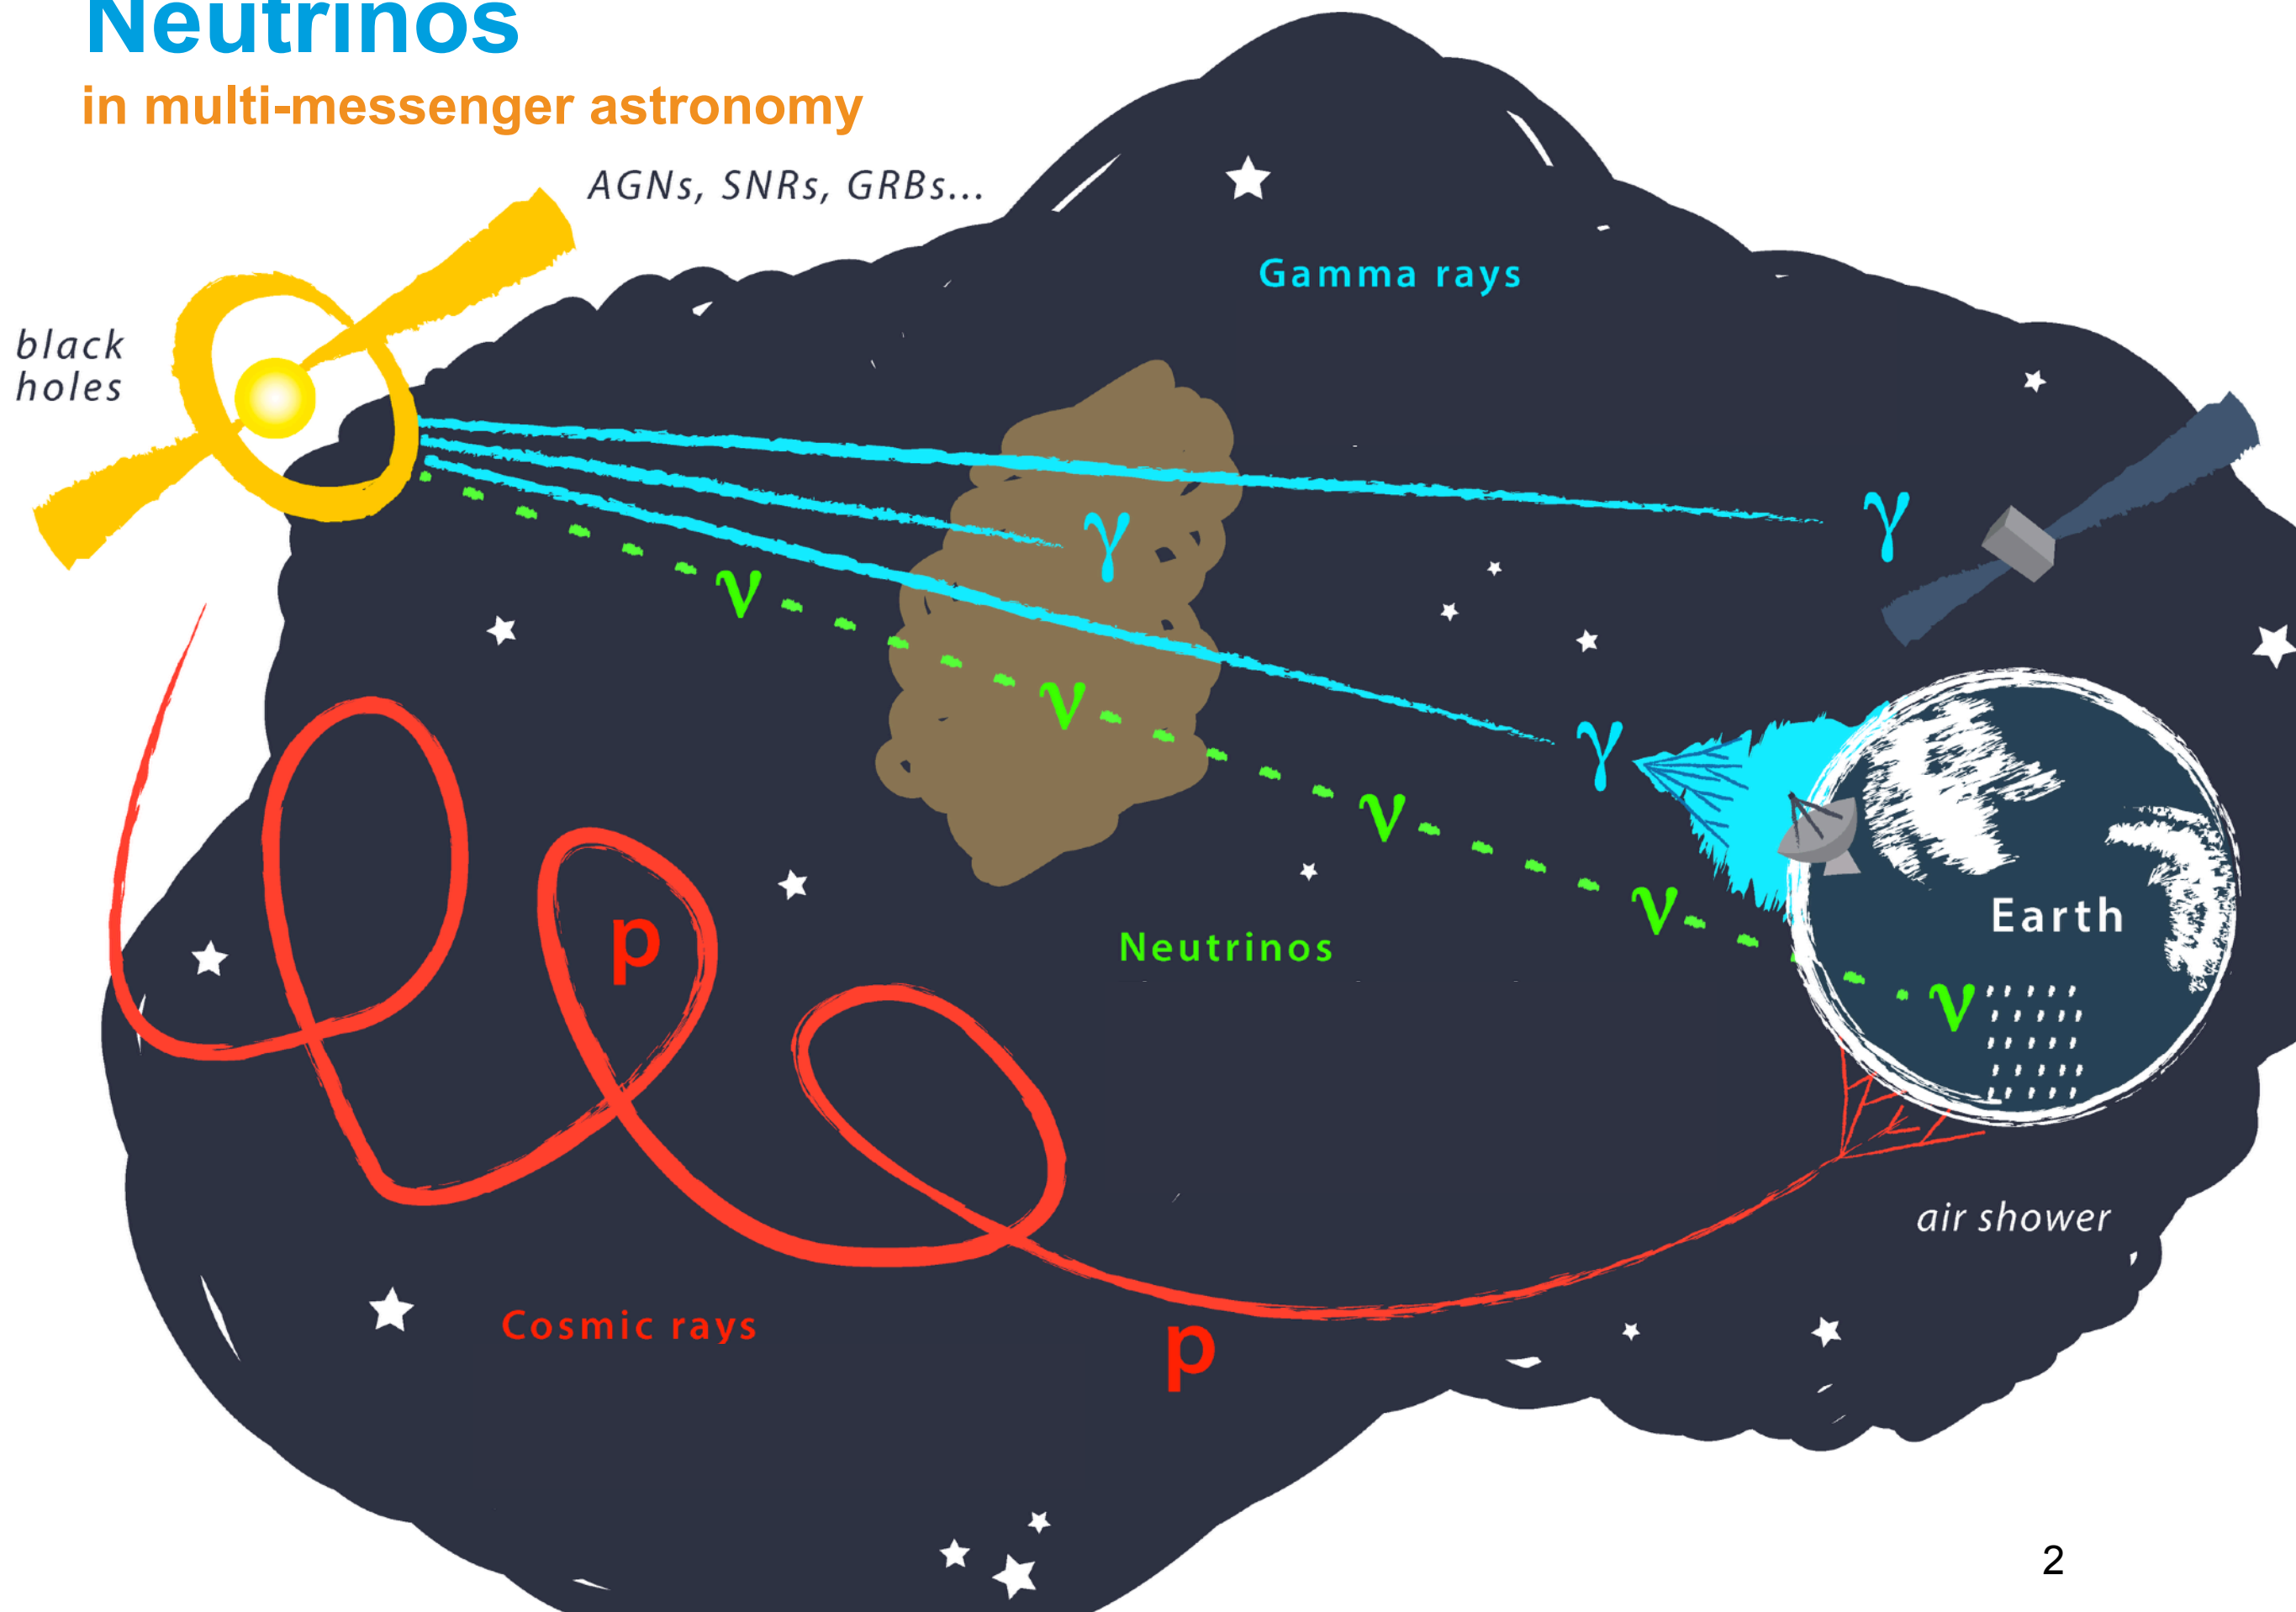 Neutrinos
in multi-messenger astronomy
AGNs, SNRs, GRBs...
Gamma rays
black
holes
γ
γ
ν
ν
γ
ν
ν
p
Earth
Neutrinos
ν
air shower
Cosmic rays
p
2